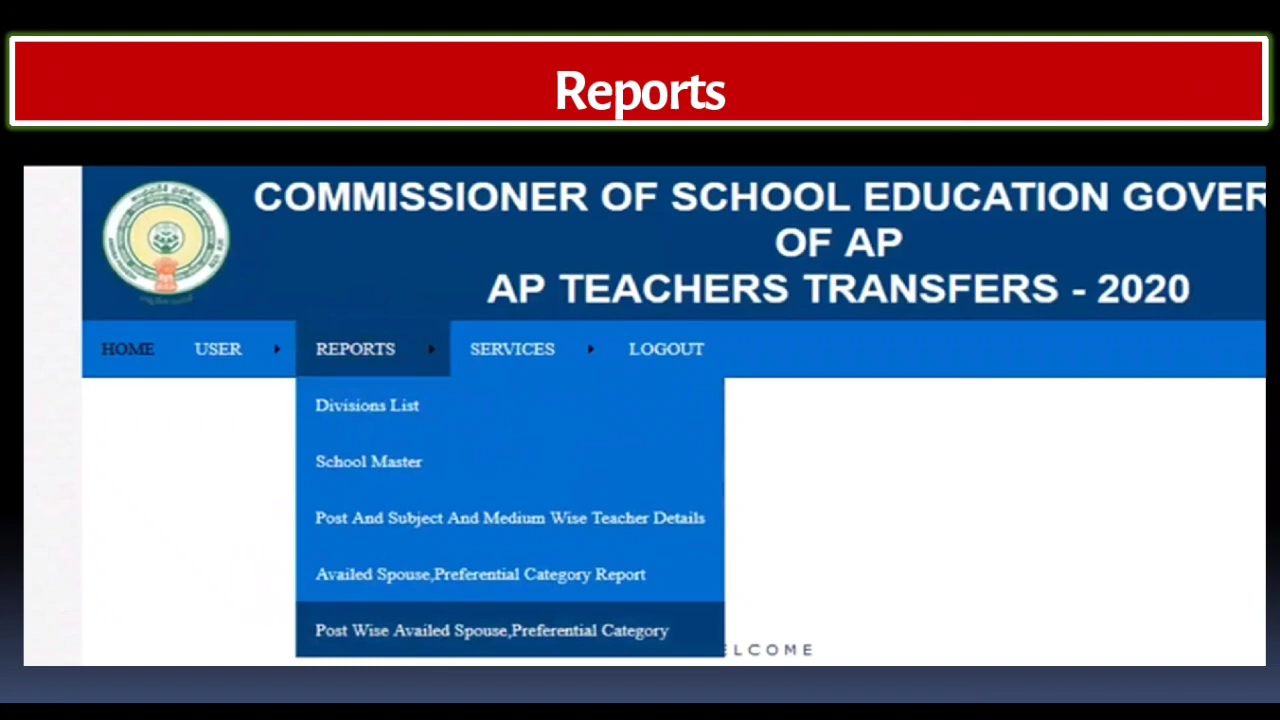 Reports
COMMISSIONER OF SCHOOL EDUCATION GOVER
OF AP
AP TEACHERS TRANSFERS - 2020
HOME USER REPORTS SERVICES LOGOUT
Divisions List
School Master
Post And Subject And Medium Wise Teacher Details
Availed Spouse,Preferential Category Report
Post Wise Availed Spouse,Preferential Category
ELCOME